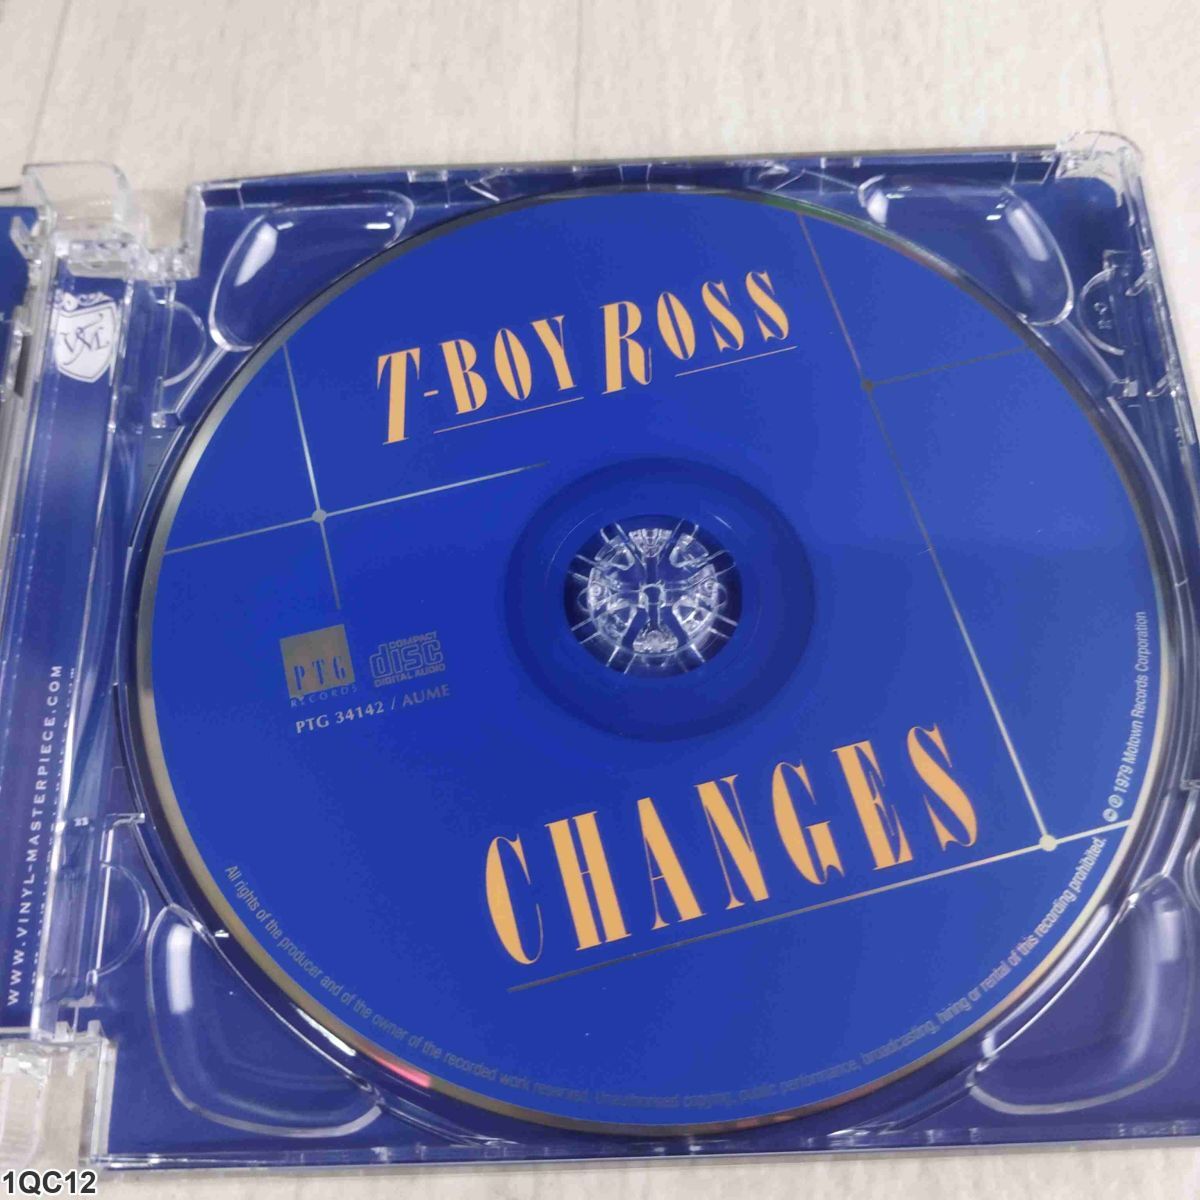 T-BOY ROSS
PTG
RECORDS
COMPACT
disc
DIGITAL AUDIO
PTG 34142 / AUME
CHANGES
© ℗ 1979 Motown Records Corporation
All rights of the producer and of the owner of the recorded work reserved. Unauthorised copying, public performance, broadcasting, hiring or rental of this recording prohibited.
WWW.VINYL-MASTERPIECE.COM
1QC12